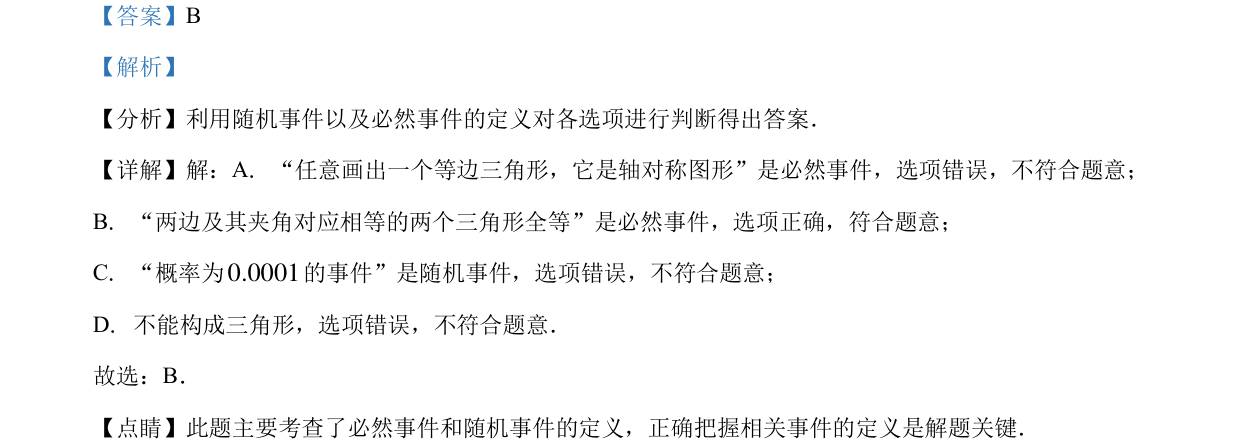 【答案】B
【解析】
【分析】利用随机事件以及必然事件的定义对各选项进行判断得出答案.
【详解】解：A. “任意画出一个等边三角形，它是轴对称图形”是必然事件，选项错误，不符合题意；
B. “两边及其夹角对应相等的两个三角形全等”是必然事件，选项正确，符合题意；
C. “概率为0.0001的事件”是随机事件，选项错误，不符合题意；
D. 不能构成三角形，选项错误，不符合题意.
故选：B.
【点睛】此题主要考查了必然事件和随机事件的定义，正确把握相关事件的定义是解题关键.